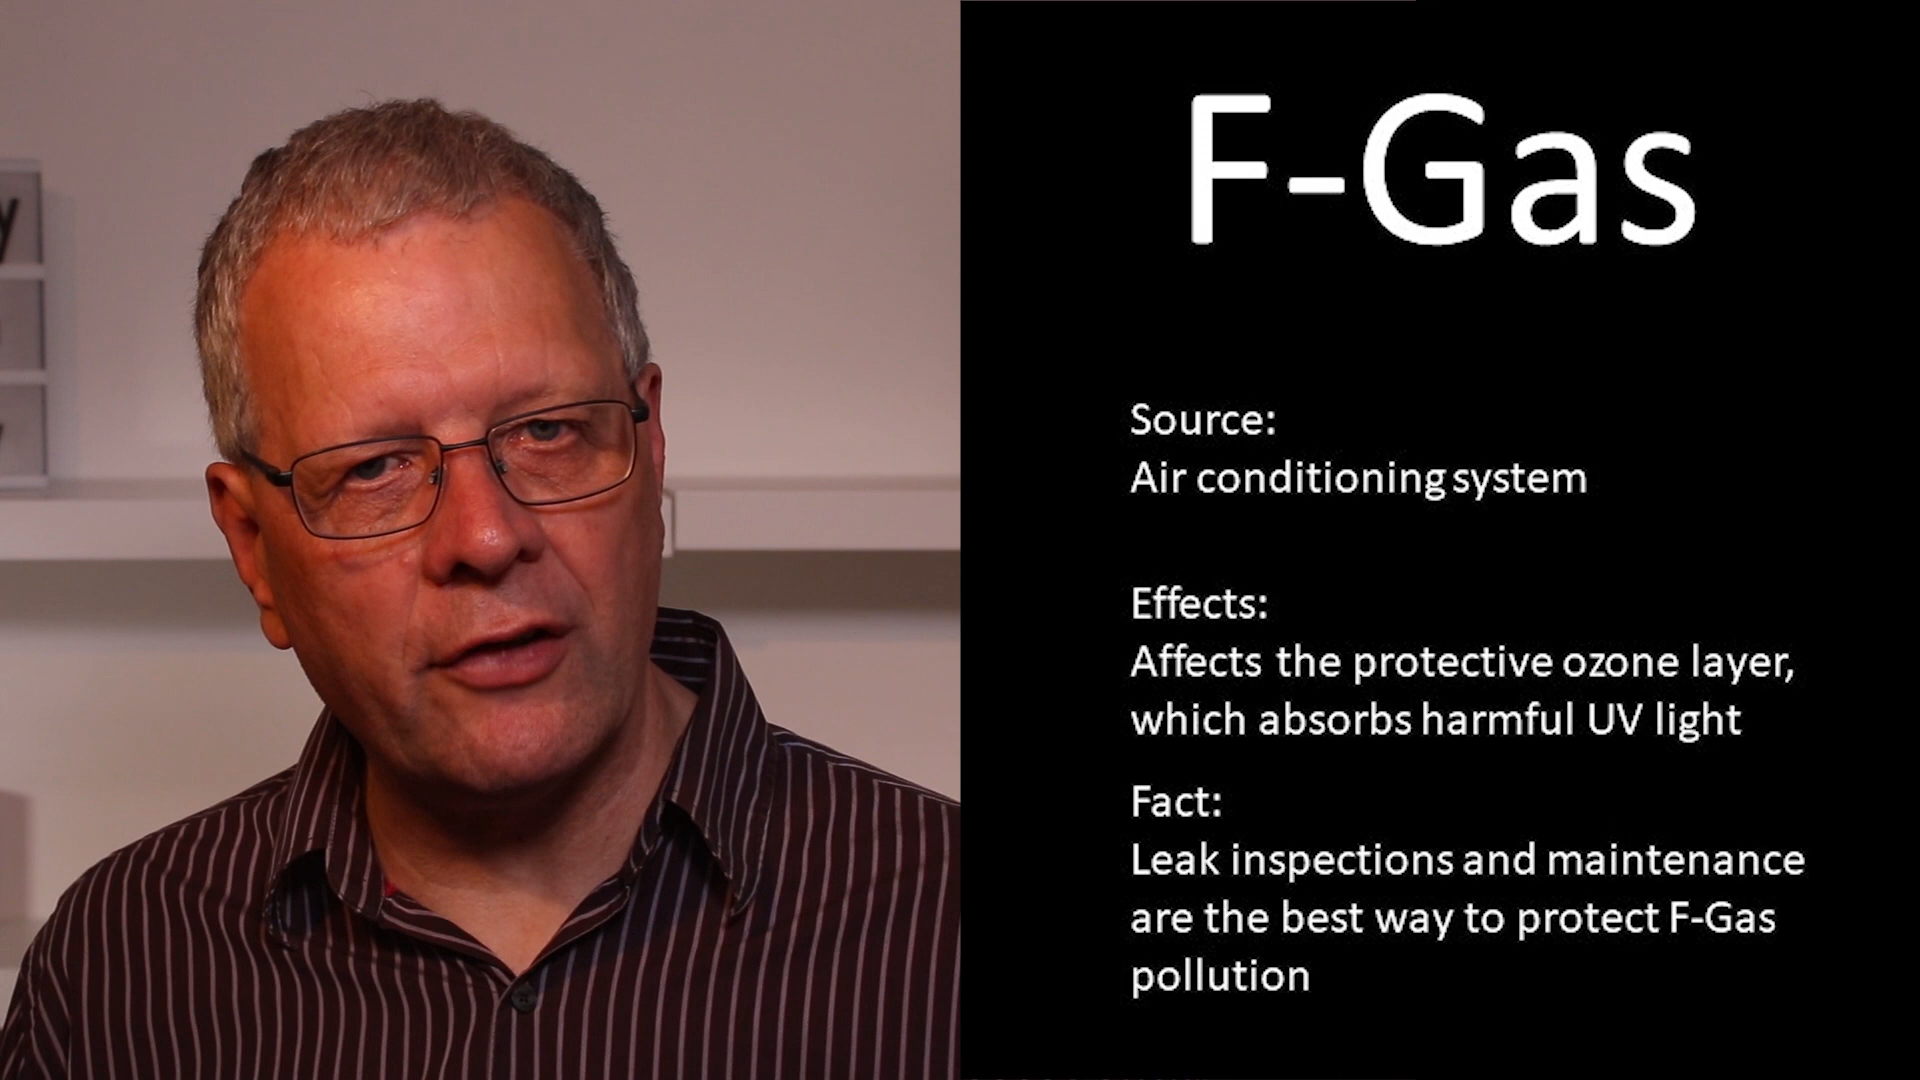 F-Gas
Source:
Air conditioning system
Effects:
Affects the protective ozone layer,
which absorbs harmful UV light
Fact:
Leak inspections and maintenance
are the best way to protect F-Gas
pollution